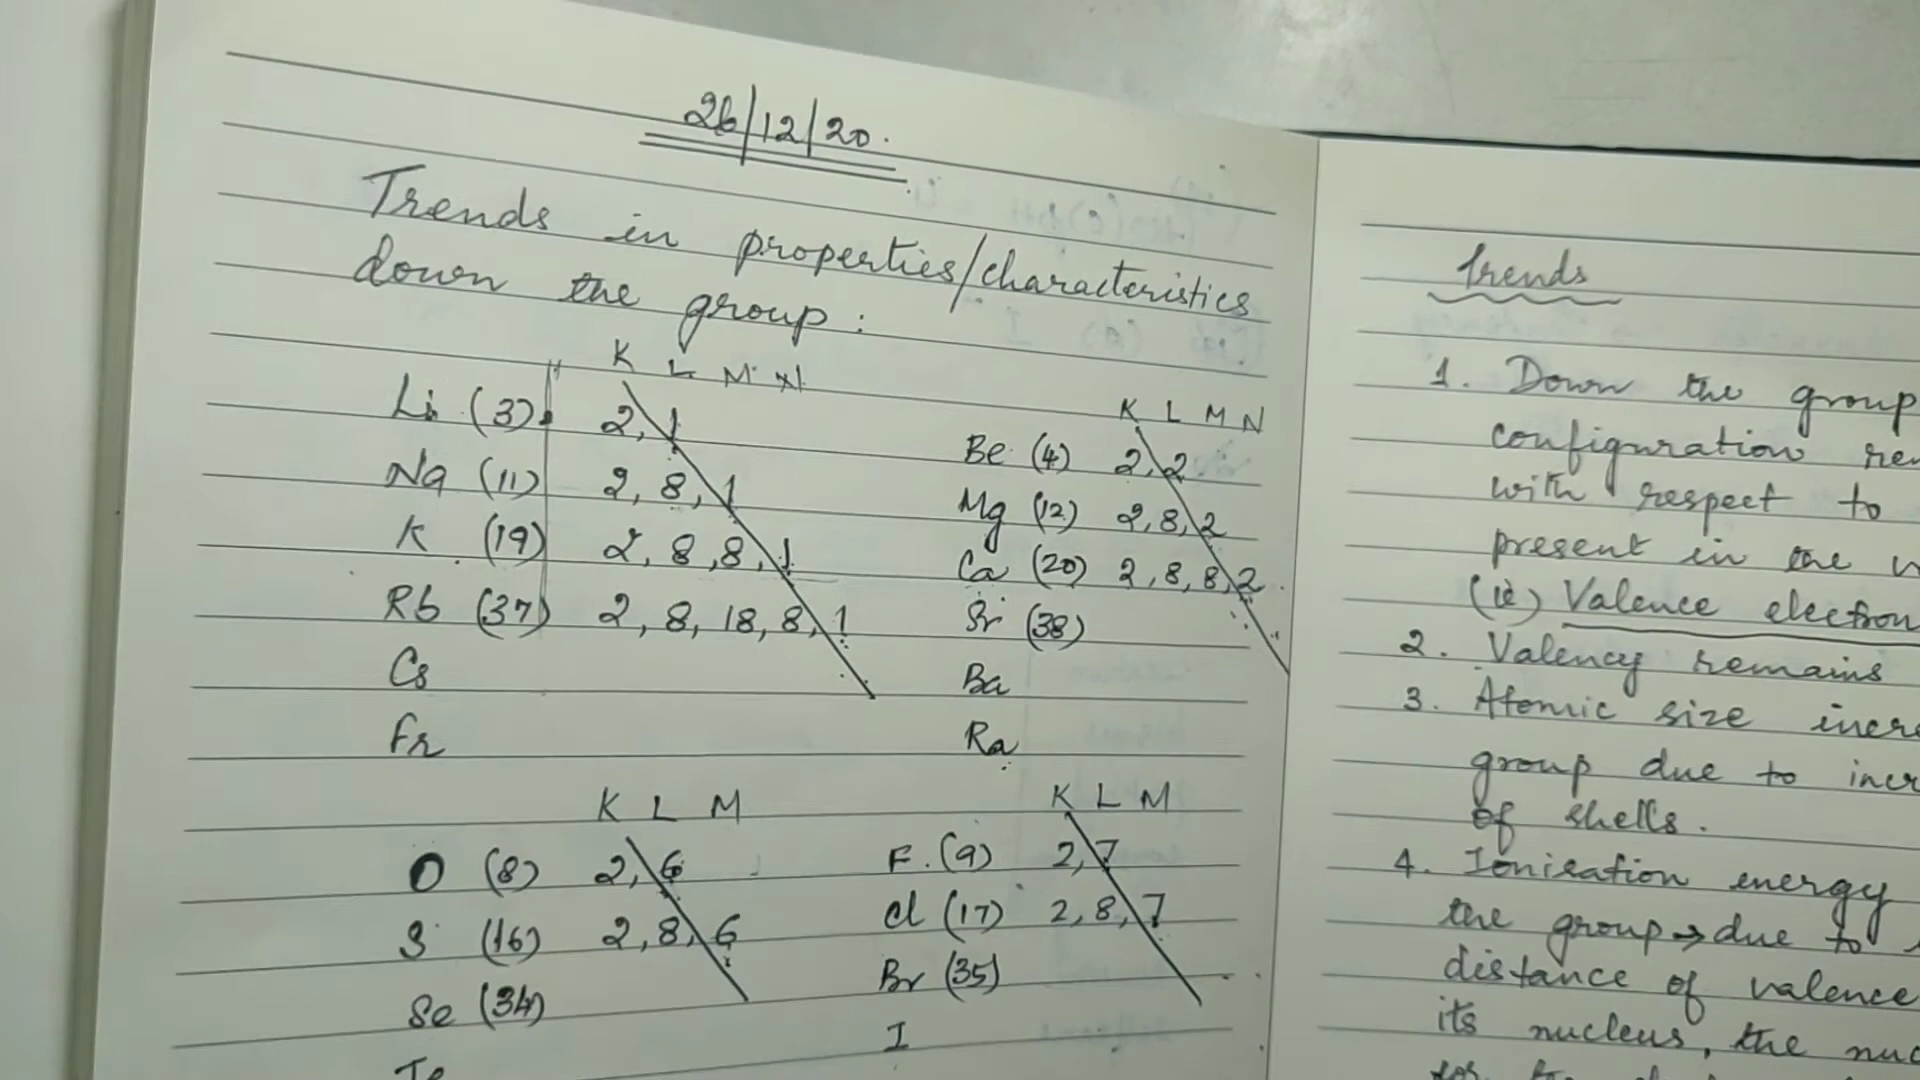 26/12/20.
Trends in properties/characteristics
down the group :
K L M N
Li (3) 2, 1
Na (11) 2, 8, 1
K (19) 2, 8, 8, 1
Rb (37) 2, 8, 18, 8, 1
Cs
Fr
K L M N
Be (4) 2, 2
Mg (12) 2, 8, 2
Ca (20) 2, 8, 8, 2
Sr (38)
Ba
Ra
K L M
O (8) 2, 6
S (16) 2, 8, 6
Se (34)
Te
K L M
F. (9) 2, 7
Cl (17) 2, 8, 7
Br (35)
I
Trends
1. Down the group
configuration
with respect to
present in the
(ie) Valence electron
2. Valency remains
3. Atomic size
group due to
of shells.
4. Ionisation energy
the group → due to
distance of valence
its nucleus, the
for